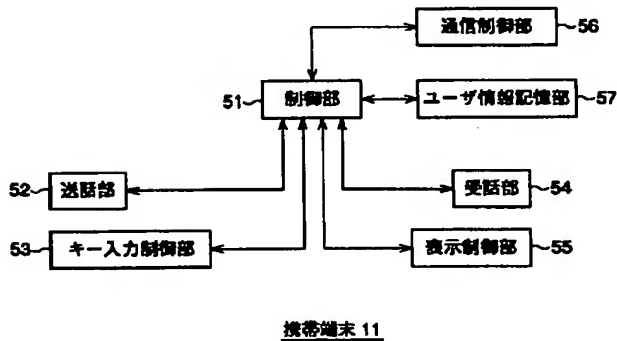 通信制御部 56
51 制御部
ユーザ情報記憶部 57
52 送話部
受話部 54
53 キー入力制御部
表示制御部 55
携帯端末 11